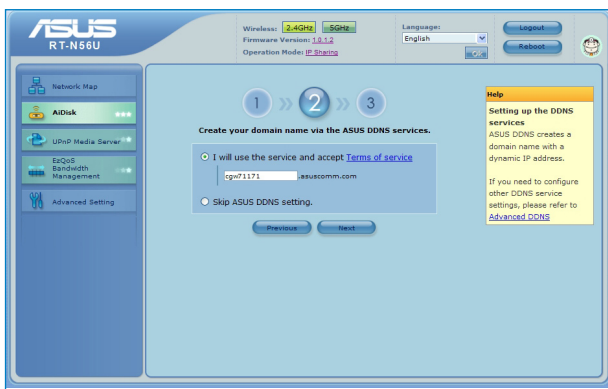 ASUS
RT-N56U
Wireless: 2.4GHz 5GHz
Firmware Version: 1.0.1.2
Operation Mode: IP Sharing
Language:
English
Logout
Reboot
Network Map
AiDisk
UPnP Media Server
EzQoS
Bandwidth
Management
Advanced Setting
1 » 2 » 3
Create your domain name via the ASUS DDNS services.
I will use the service and accept Terms of service
cgw71171 .asuscomm.com
Skip ASUS DDNS setting.
Previous Next
Help
Setting up the DDNS
services
ASUS DDNS creates a
domain name with a
dynamic IP address.
If you need to configure
other DDNS service
settings, please refer to
Advanced DDNS